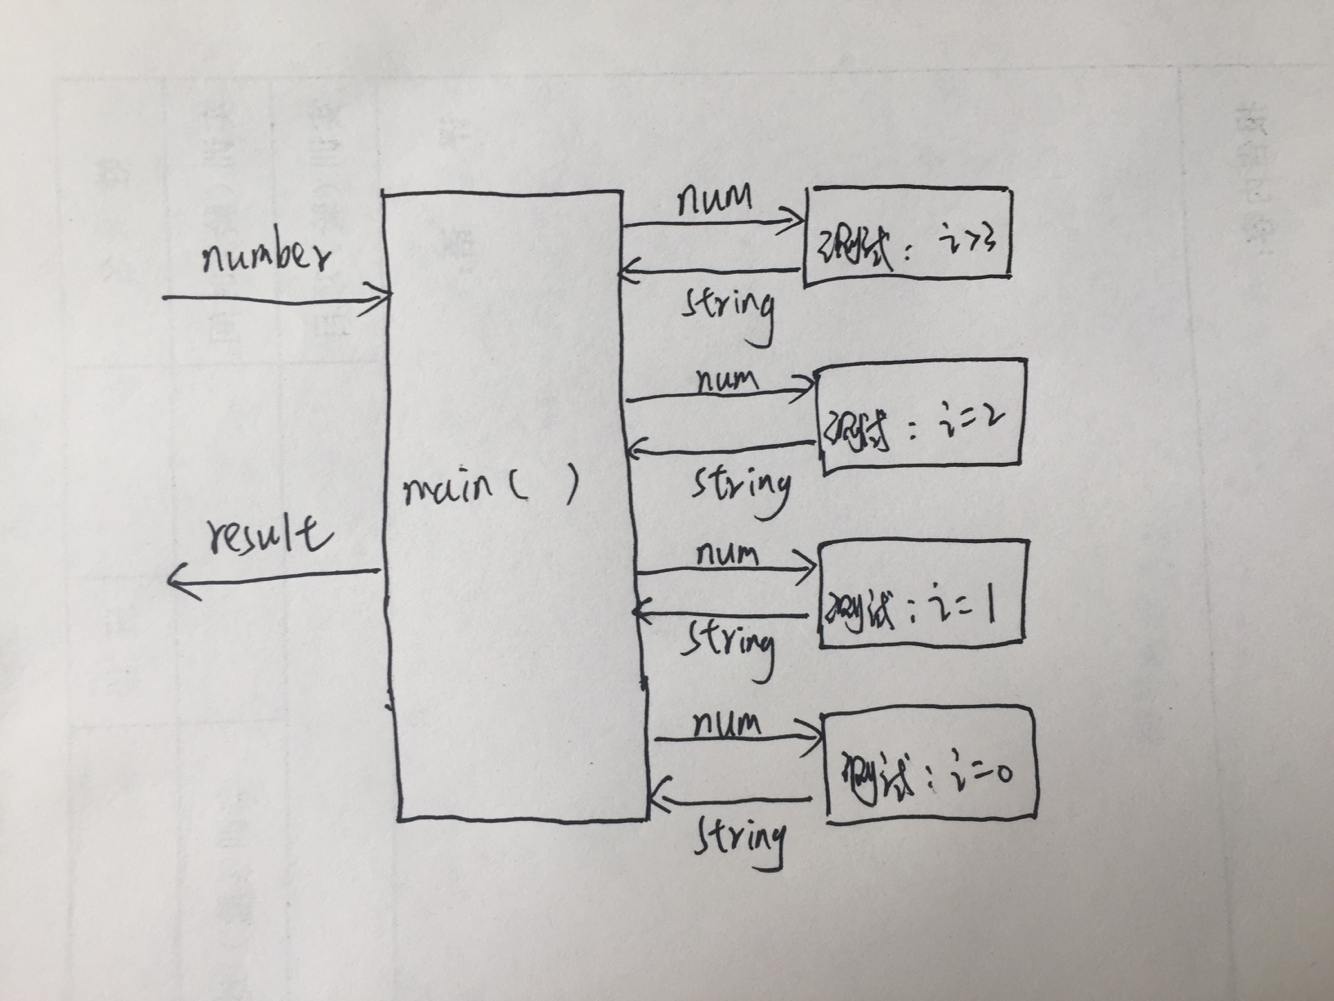 number
result
main( )
num
string
测试: i>3
num
string
测试: i=2
num
string
测试: i=1
num
string
测试: i=0